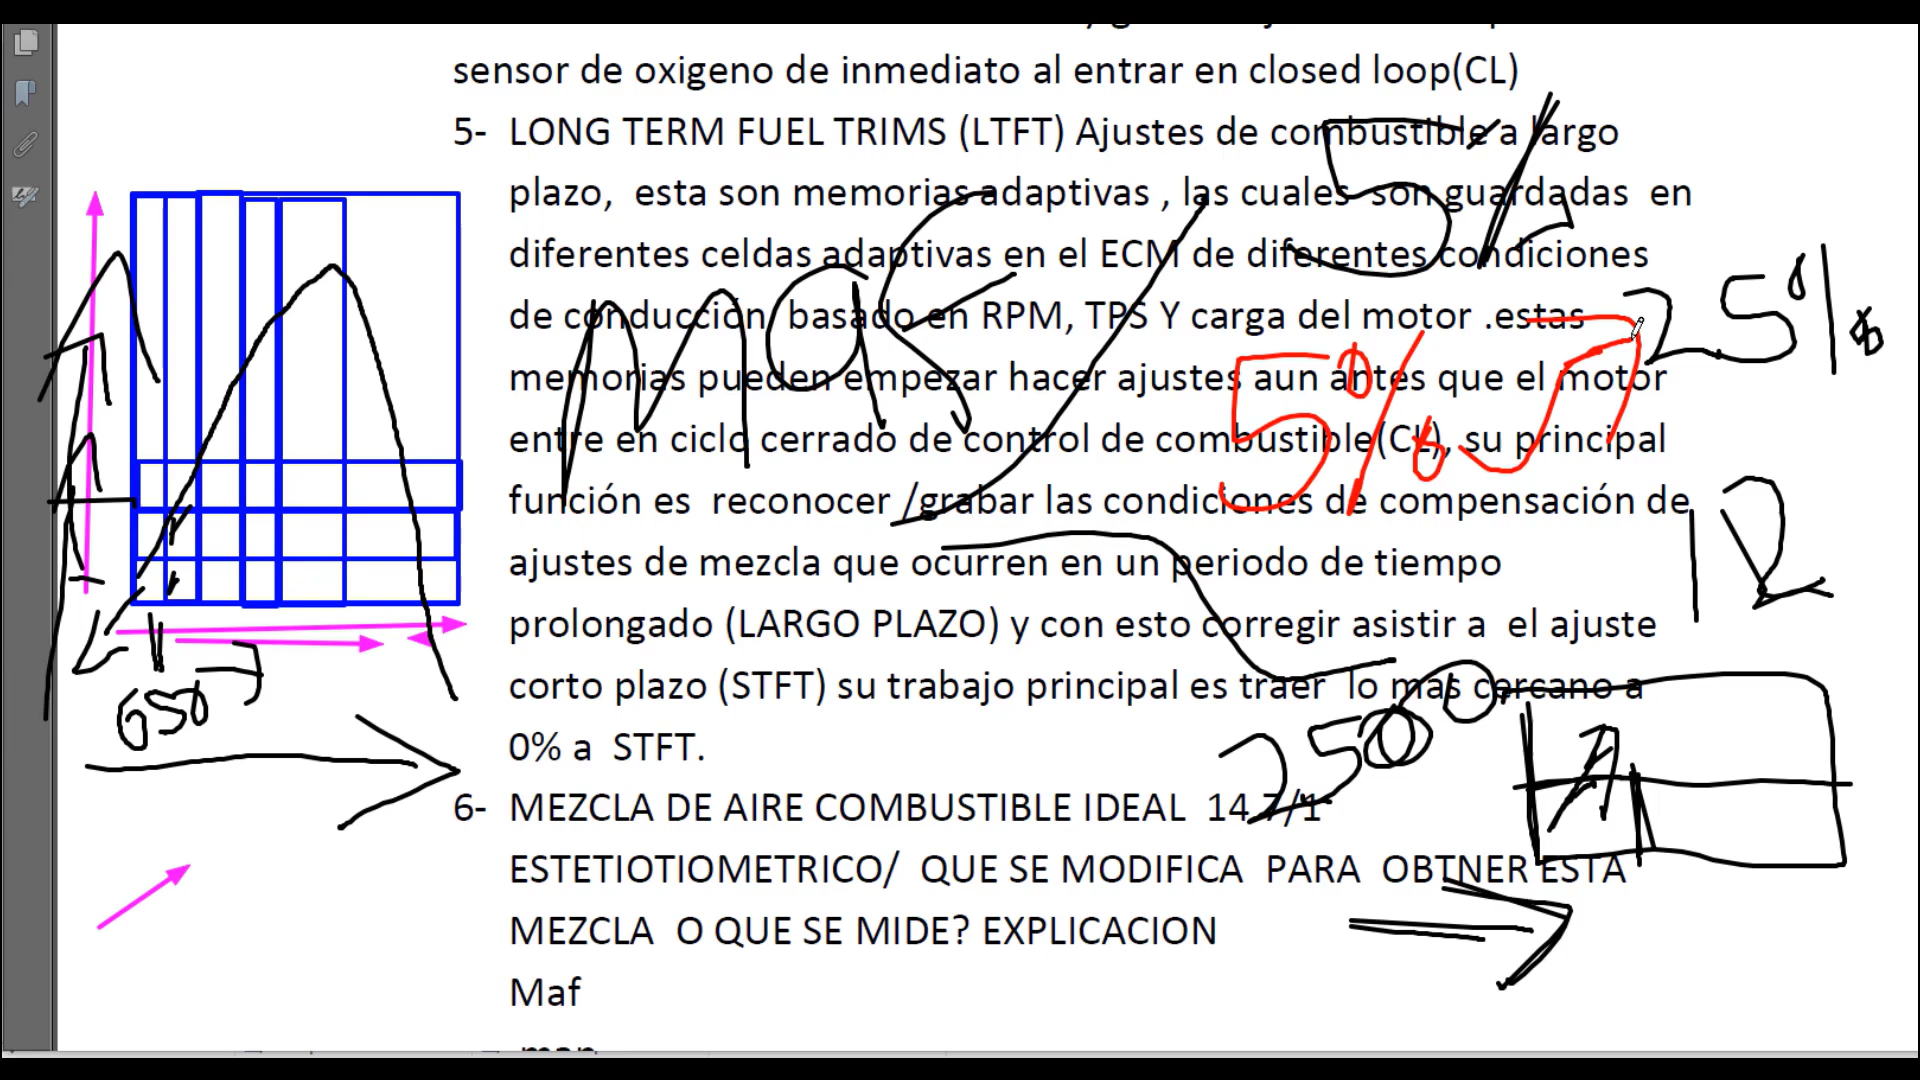 sensor de oxigeno de inmediato al entrar en closed loop(CL)
5- LONG TERM FUEL TRIMS (LTFT) Ajustes de combustible a largo
plazo, esta son memorias adaptivas , las cuales son guardadas en
diferentes celdas adaptivas en el ECM de diferentes condiciones
de conducción, basado en RPM, TPS Y carga del motor .estas
memorias pueden empezar hacer ajustes aun antes que el motor
entre en ciclo cerrado de control de combustible(CL), su principal
función es reconocer /grabar las condiciones de compensación de
ajustes de mezcla que ocurren en un periodo de tiempo
prolongado (LARGO PLAZO) y con esto corregir asistir a el ajuste
corto plazo (STFT) su trabajo principal es traer lo mas cercano a
0% a STFT.
6- MEZCLA DE AIRE COMBUSTIBLE IDEAL 14.7/1
ESTETIOTIOMETRICO/ QUE SE MODIFICA PARA OBTNER ESTA
MEZCLA O QUE SE MIDE? EXPLICACION
Maf
map
5%
25%
5%
12
650
2500